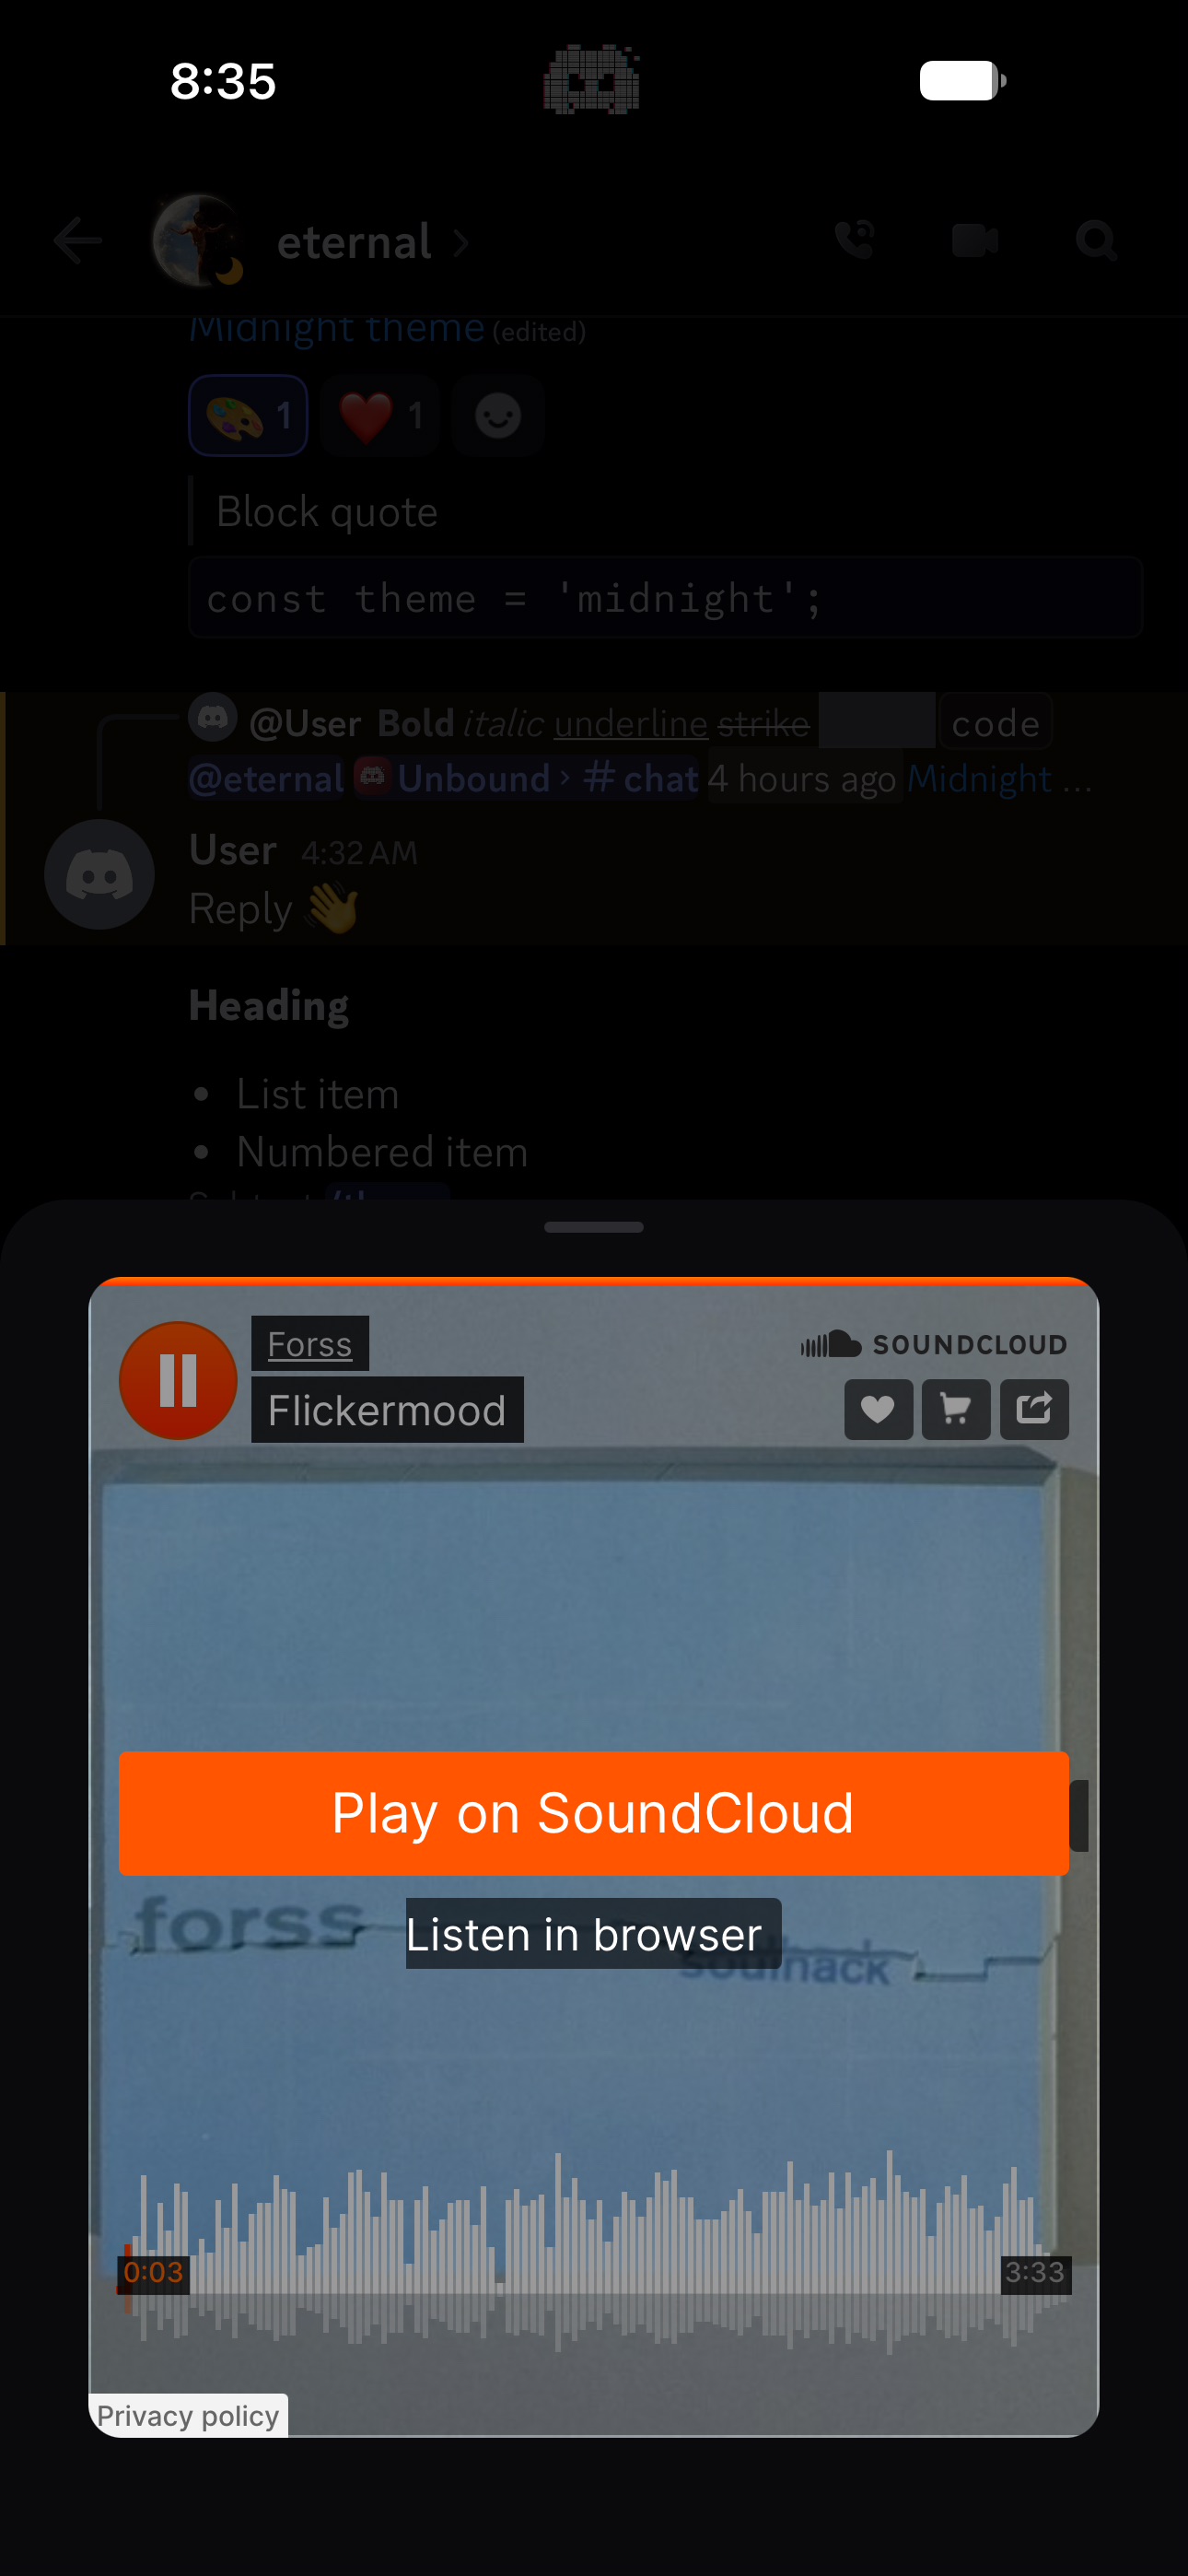 8:35
eternal
Midnight theme (edited)
1 1
Block quote
const theme = 'midnight';
@User Bold italic underline strike code
@eternal Unbound › # chat 4 hours ago Midnight ...
User 4:32 AM
Reply 👋
Heading
• List item
• Numbered item
Forss
SOUNDCLOUD
Flickermood
Play on SoundCloud
Listen in browser
forss
soulhack
0:03
3:33
Privacy policy